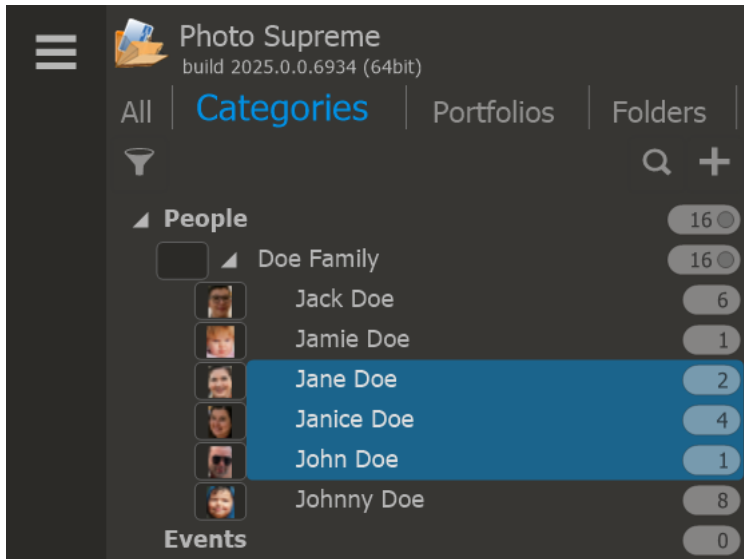 Photo Supreme
build 2025.0.0.6934 (64bit)
All Categories Portfolios Folders
People 16
Doe Family 16
Jack Doe 6
Jamie Doe 1
Jane Doe 2
Janice Doe 4
John Doe 1
Johnny Doe 8
Events 0